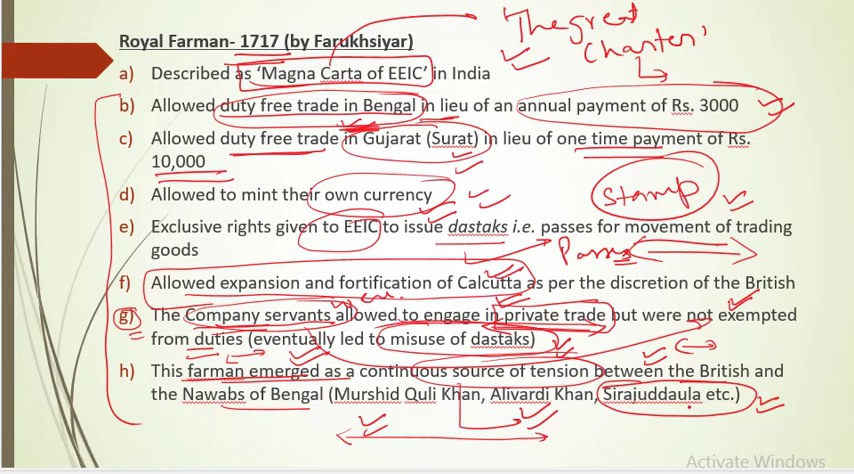 Royal Farman- 1717 (by Farukhsiyar)
'The great
Charter'
a) Described as 'Magna Carta of EEIC' in India
b) Allowed duty free trade in Bengal in lieu of an annual payment of Rs. 3000
c) Allowed duty free trade in Gujarat (Surat) in lieu of one time payment of Rs.
10,000
d) Allowed to mint their own currency
Stamp
e) Exclusive rights given to EEIC to issue dastaks i.e. passes for movement of trading
goods
Passes
f) Allowed expansion and fortification of Calcutta as per the discretion of the British
g) The Company servants allowed to engage in private trade but were not exempted
from duties (eventually led to misuse of dastaks)
h) This farman emerged as a continuous source of tension between the British and
the Nawabs of Bengal (Murshid Quli Khan, Alivardi Khan, Sirajuddaula etc.)
Activate Windows